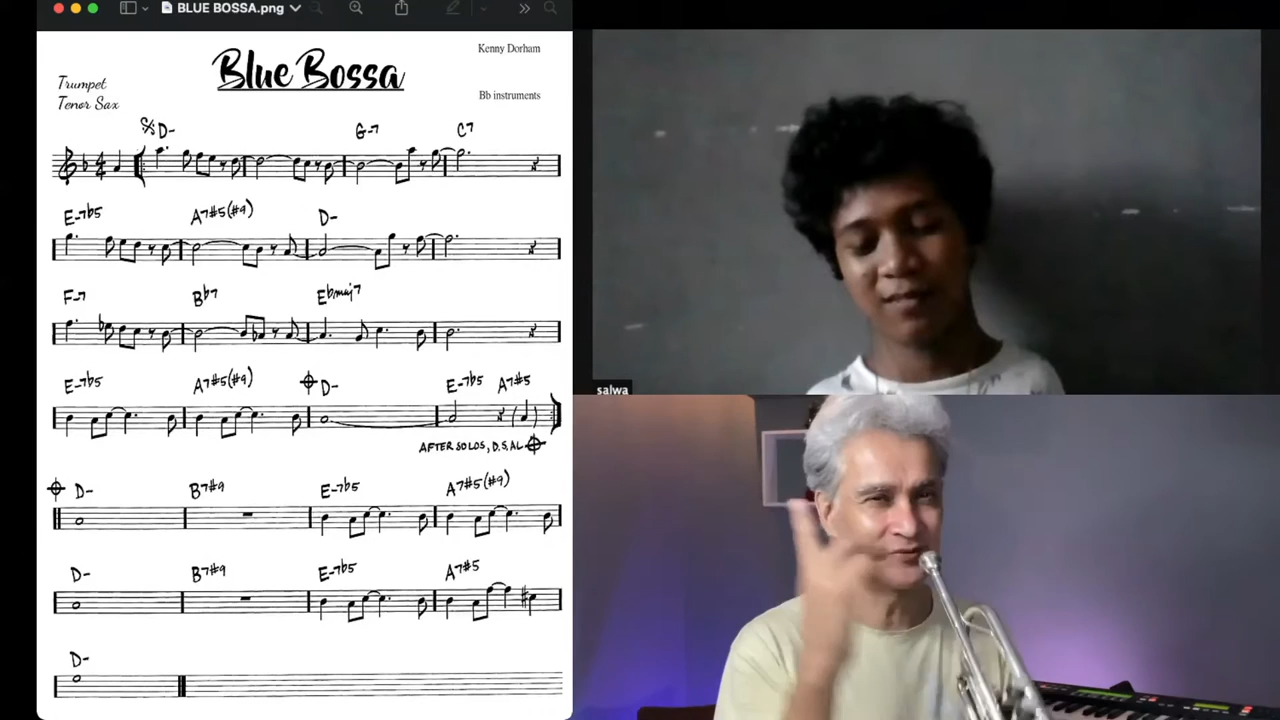 BLUE BOSSA.png
Kenny Dorham
Blue Bossa
Trumpet
Tenor Sax
Bb instruments
D- G-7 C7
E-7b5 A7#5(#9) D-
F-7 Bb7 Ebmaj7
E-7b5 A7#5(#9) D- E-7b5 A7#5
AFTER SOLOS, D.S. AL
D- B7#9 E-7b5 A7#5(#9)
D- B7#9 E-7b5 A7#5
D-
salwa